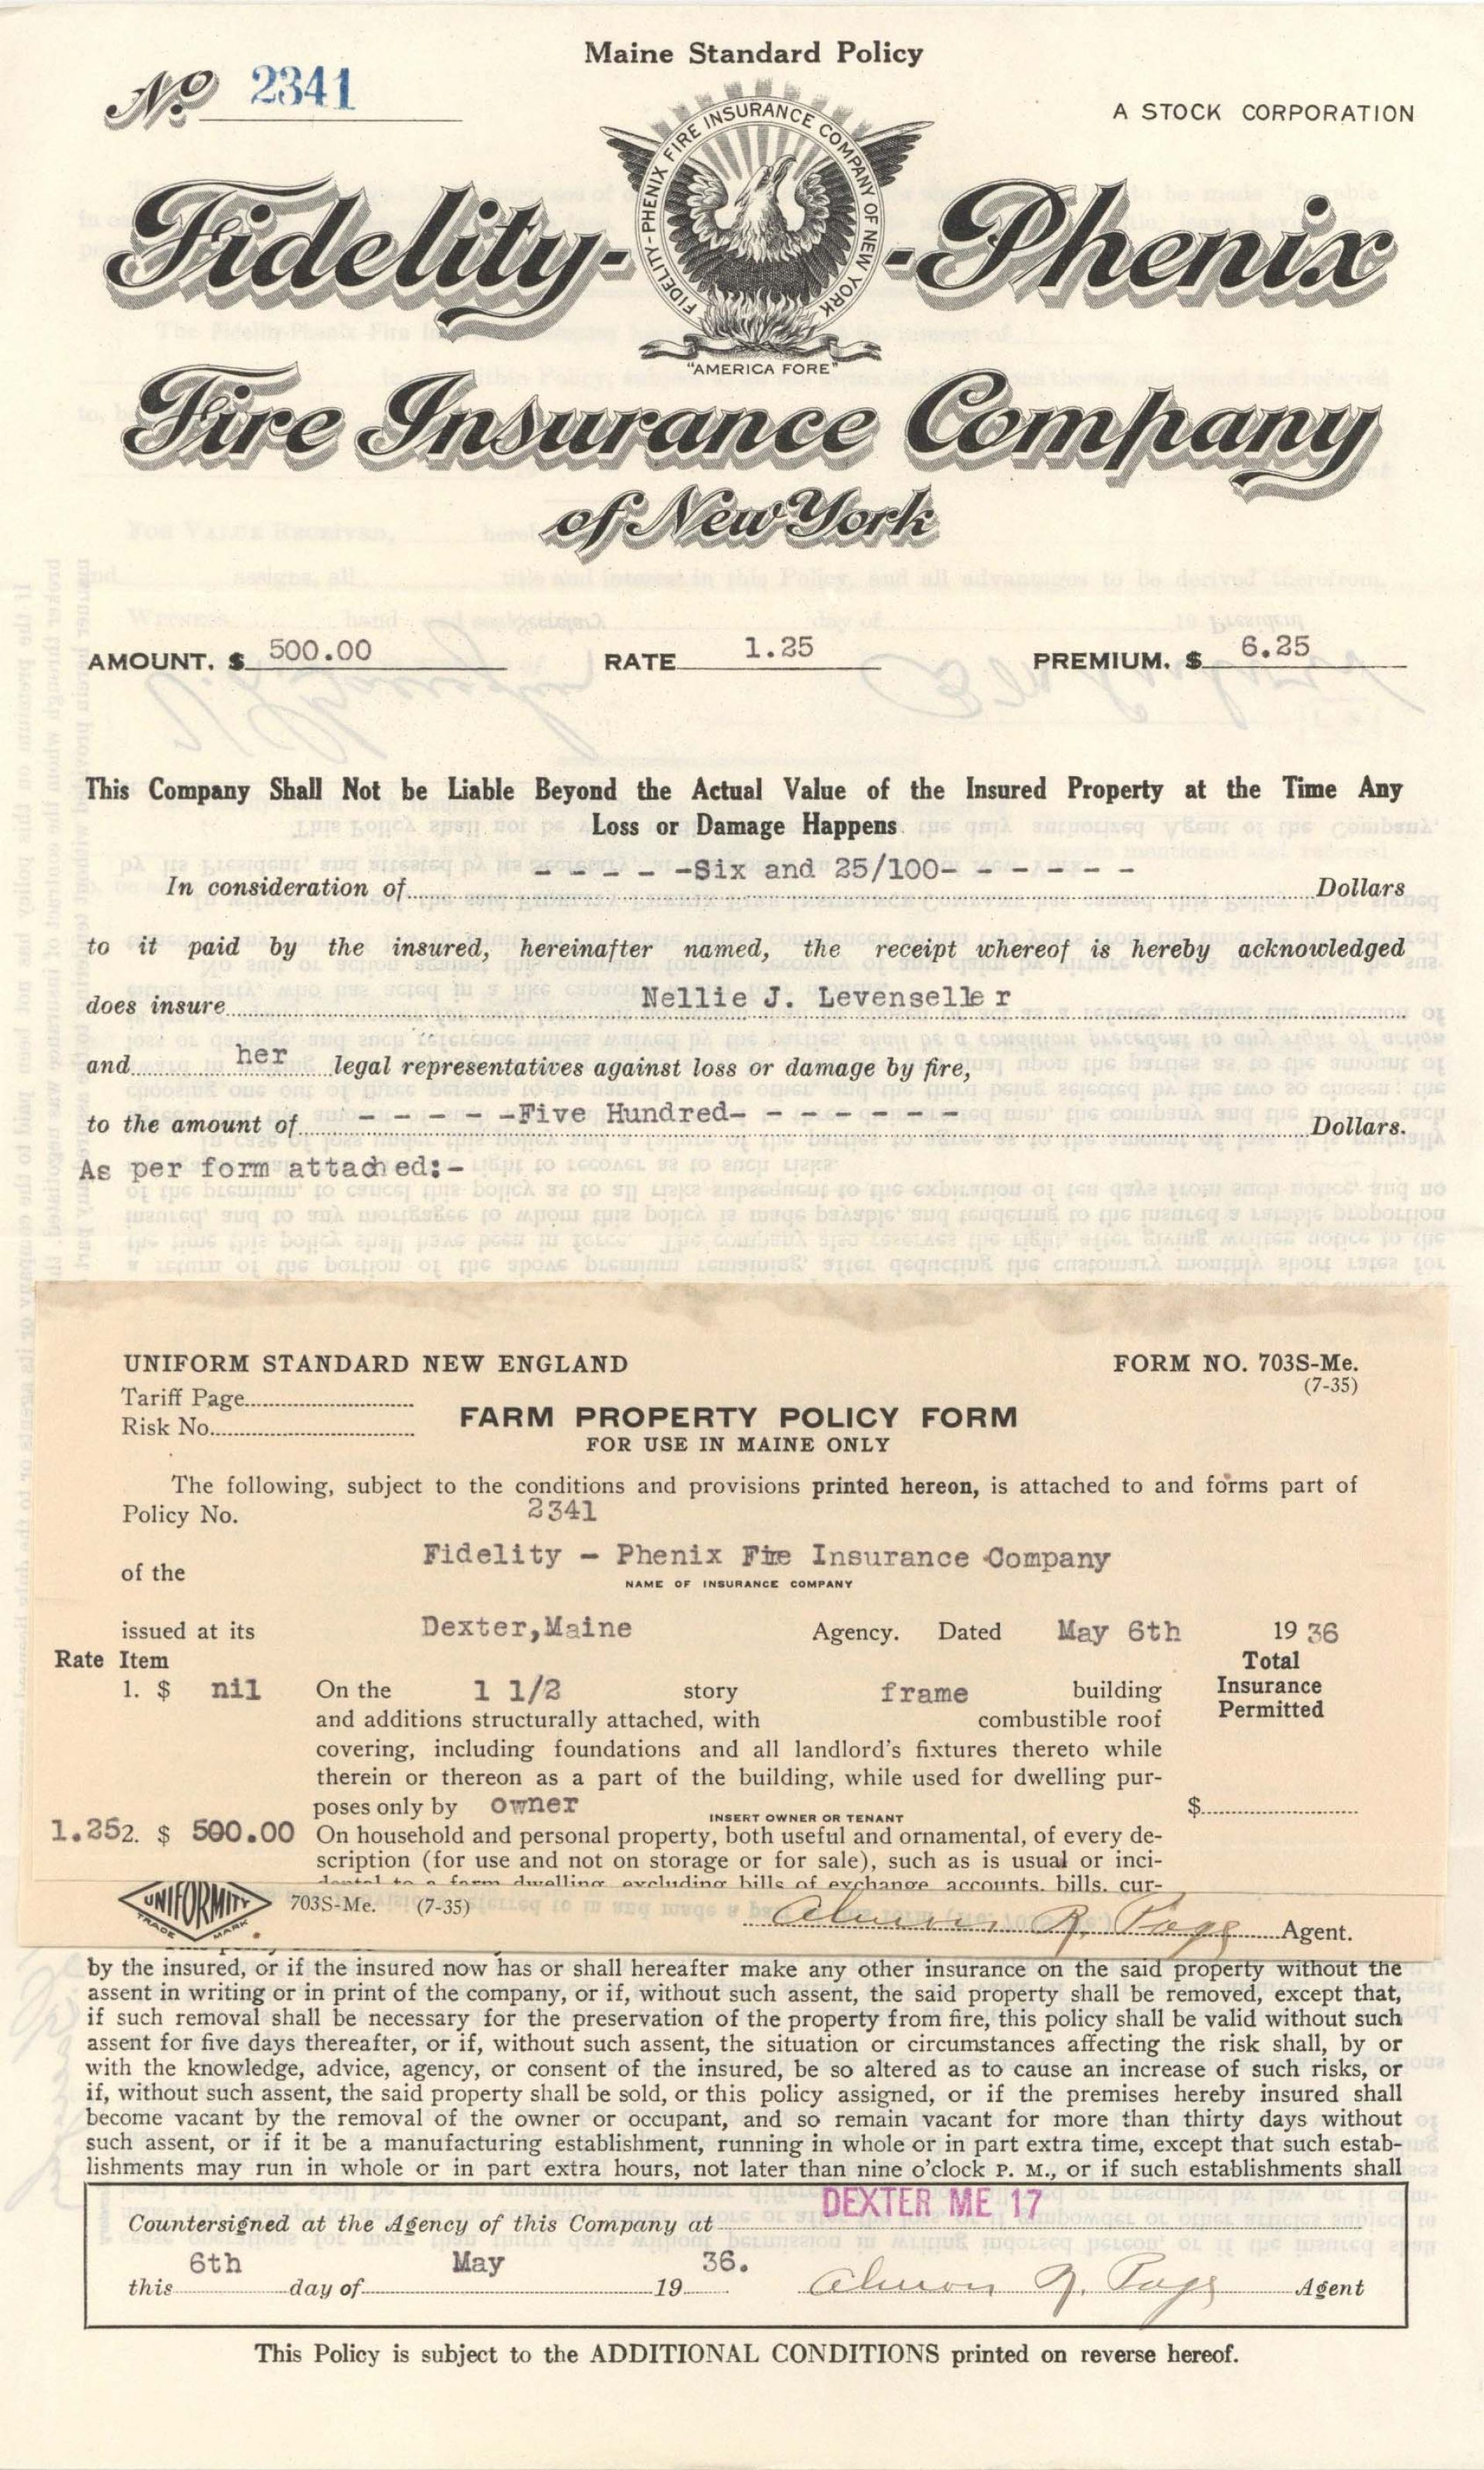 Maine Standard Policy
No. 2341
A STOCK CORPORATION
FIDELITY-PHENIX FIRE INSURANCE COMPANY OF NEW YORK
Fidelity-Phenix
"AMERICA FORE"
Fire Insurance Company
of New York
AMOUNT. $ 500.00 RATE 1.25 PREMIUM. $ 6.25
This Company Shall Not be Liable Beyond the Actual Value of the Insured Property at the Time Any
Loss or Damage Happens
In consideration of - - - - -Six and 25/100- - - - - - Dollars
to it paid by the insured, hereinafter named, the receipt whereof is hereby acknowledged
does insure Nellie J. Levenseller
and her legal representatives against loss or damage by fire,
to the amount of - - - - -Five Hundred- - - - - - - Dollars.
As per form attached:-
UNIFORM STANDARD NEW ENGLAND FORM NO. 703S-Me.
(7-35)
Tariff Page
Risk No.
FARM PROPERTY POLICY FORM
FOR USE IN MAINE ONLY
The following, subject to the conditions and provisions printed hereon, is attached to and forms part of
Policy No. 2341
of the Fidelity - Phenix Fire Insurance Company
NAME OF INSURANCE COMPANY
issued at its Dexter,Maine Agency. Dated May 6th 19 36
Rate Item Total
1. $ nil On the 1 1/2 story frame building Insurance
and additions structurally attached, with combustible roof Permitted
covering, including foundations and all landlord's fixtures thereto while
therein or thereon as a part of the building, while used for dwelling pur-
poses only by owner $
INSERT OWNER OR TENANT
1.25 2. $ 500.00 On household and personal property, both useful and ornamental, of every de-
scription (for use and not on storage or for sale), such as is usual or inci-
dental to a farm dwelling excluding bills of exchange accounts, bills, cur-
UNIFORMITY
TRADE MARK
703S-Me. (7-35) Almon R. Page Agent.
by the insured, or if the insured now has or shall hereafter make any other insurance on the said property without the
assent in writing or in print of the company, or if, without such assent, the said property shall be removed, except that,
if such removal shall be necessary for the preservation of the property from fire, this policy shall be valid without such
assent for five days thereafter, or if, without such assent, the situation or circumstances affecting the risk shall, by or
with the knowledge, advice, agency, or consent of the insured, be so altered as to cause an increase of such risks, or
if, without such assent, the said property shall be sold, or this policy assigned, or if the premises hereby insured shall
become vacant by the removal of the owner or occupant, and so remain vacant for more than thirty days without
such assent, or if it be a manufacturing establishment, running in whole or in part extra time, except that such estab-
lishments may run in whole or in part extra hours, not later than nine o'clock P. M., or if such establishments shall
Countersigned at the Agency of this Company at DEXTER ME 17
this 6th day of May 19 36. Almon R. Page Agent
This Policy is subject to the ADDITIONAL CONDITIONS printed on reverse hereof.